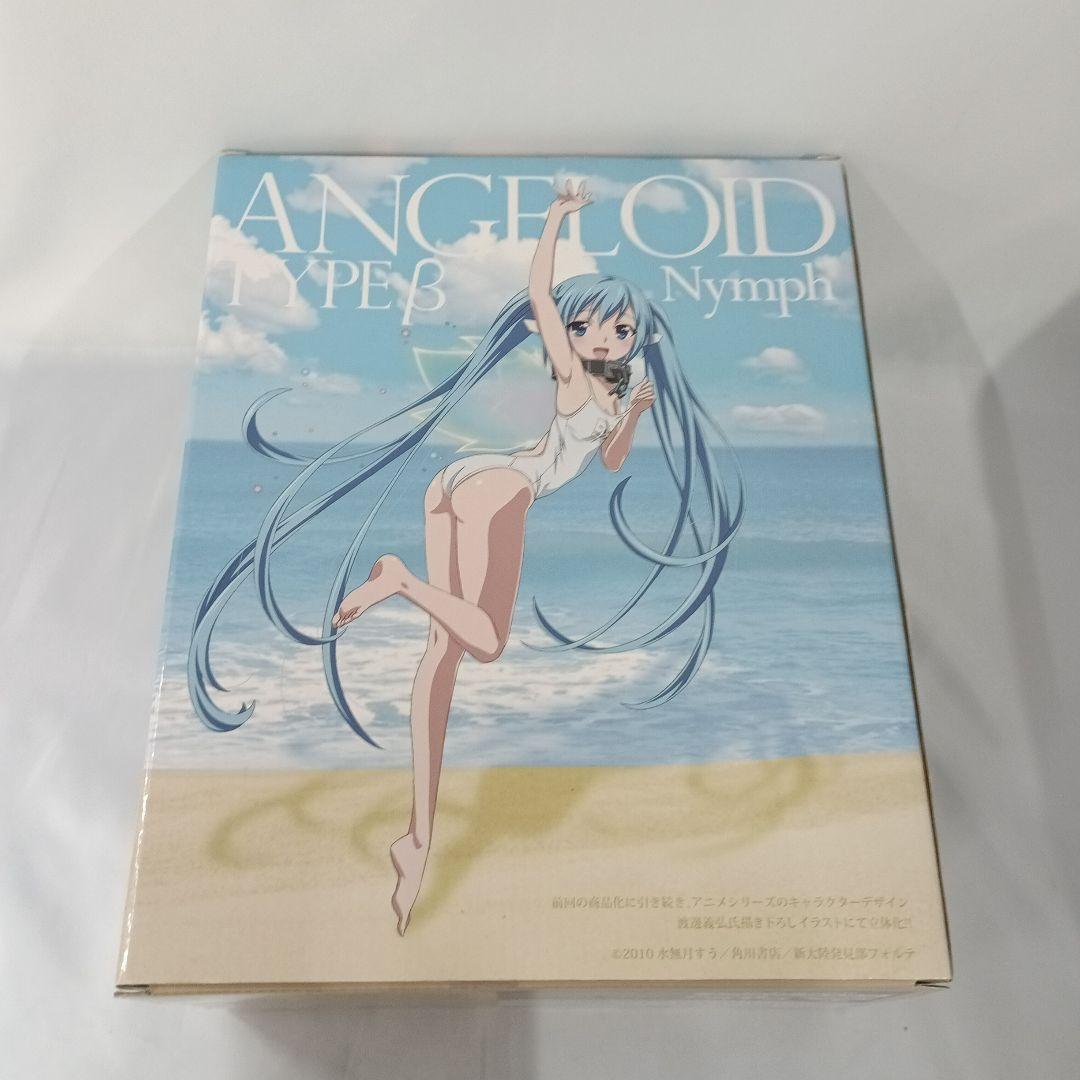 ANGELOID
TYPE β Nymph
前回の商品化に引き続き、アニメシリーズのキャラクターデザイン
渡邊義弘氏描き下ろしイラストにて立体化!!
©2010 水無月すう／角川書店／新大陸発見部フォルテ